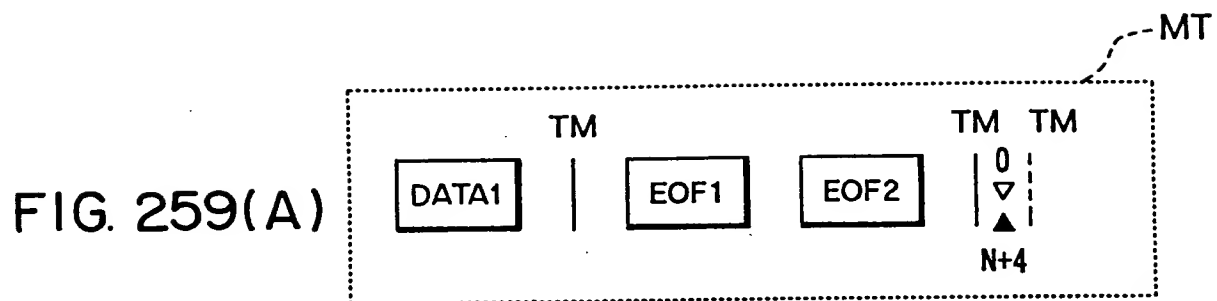 MT
TM TM TM
0
FIG. 259(A) DATA1 EOF1 EOF2
N+4